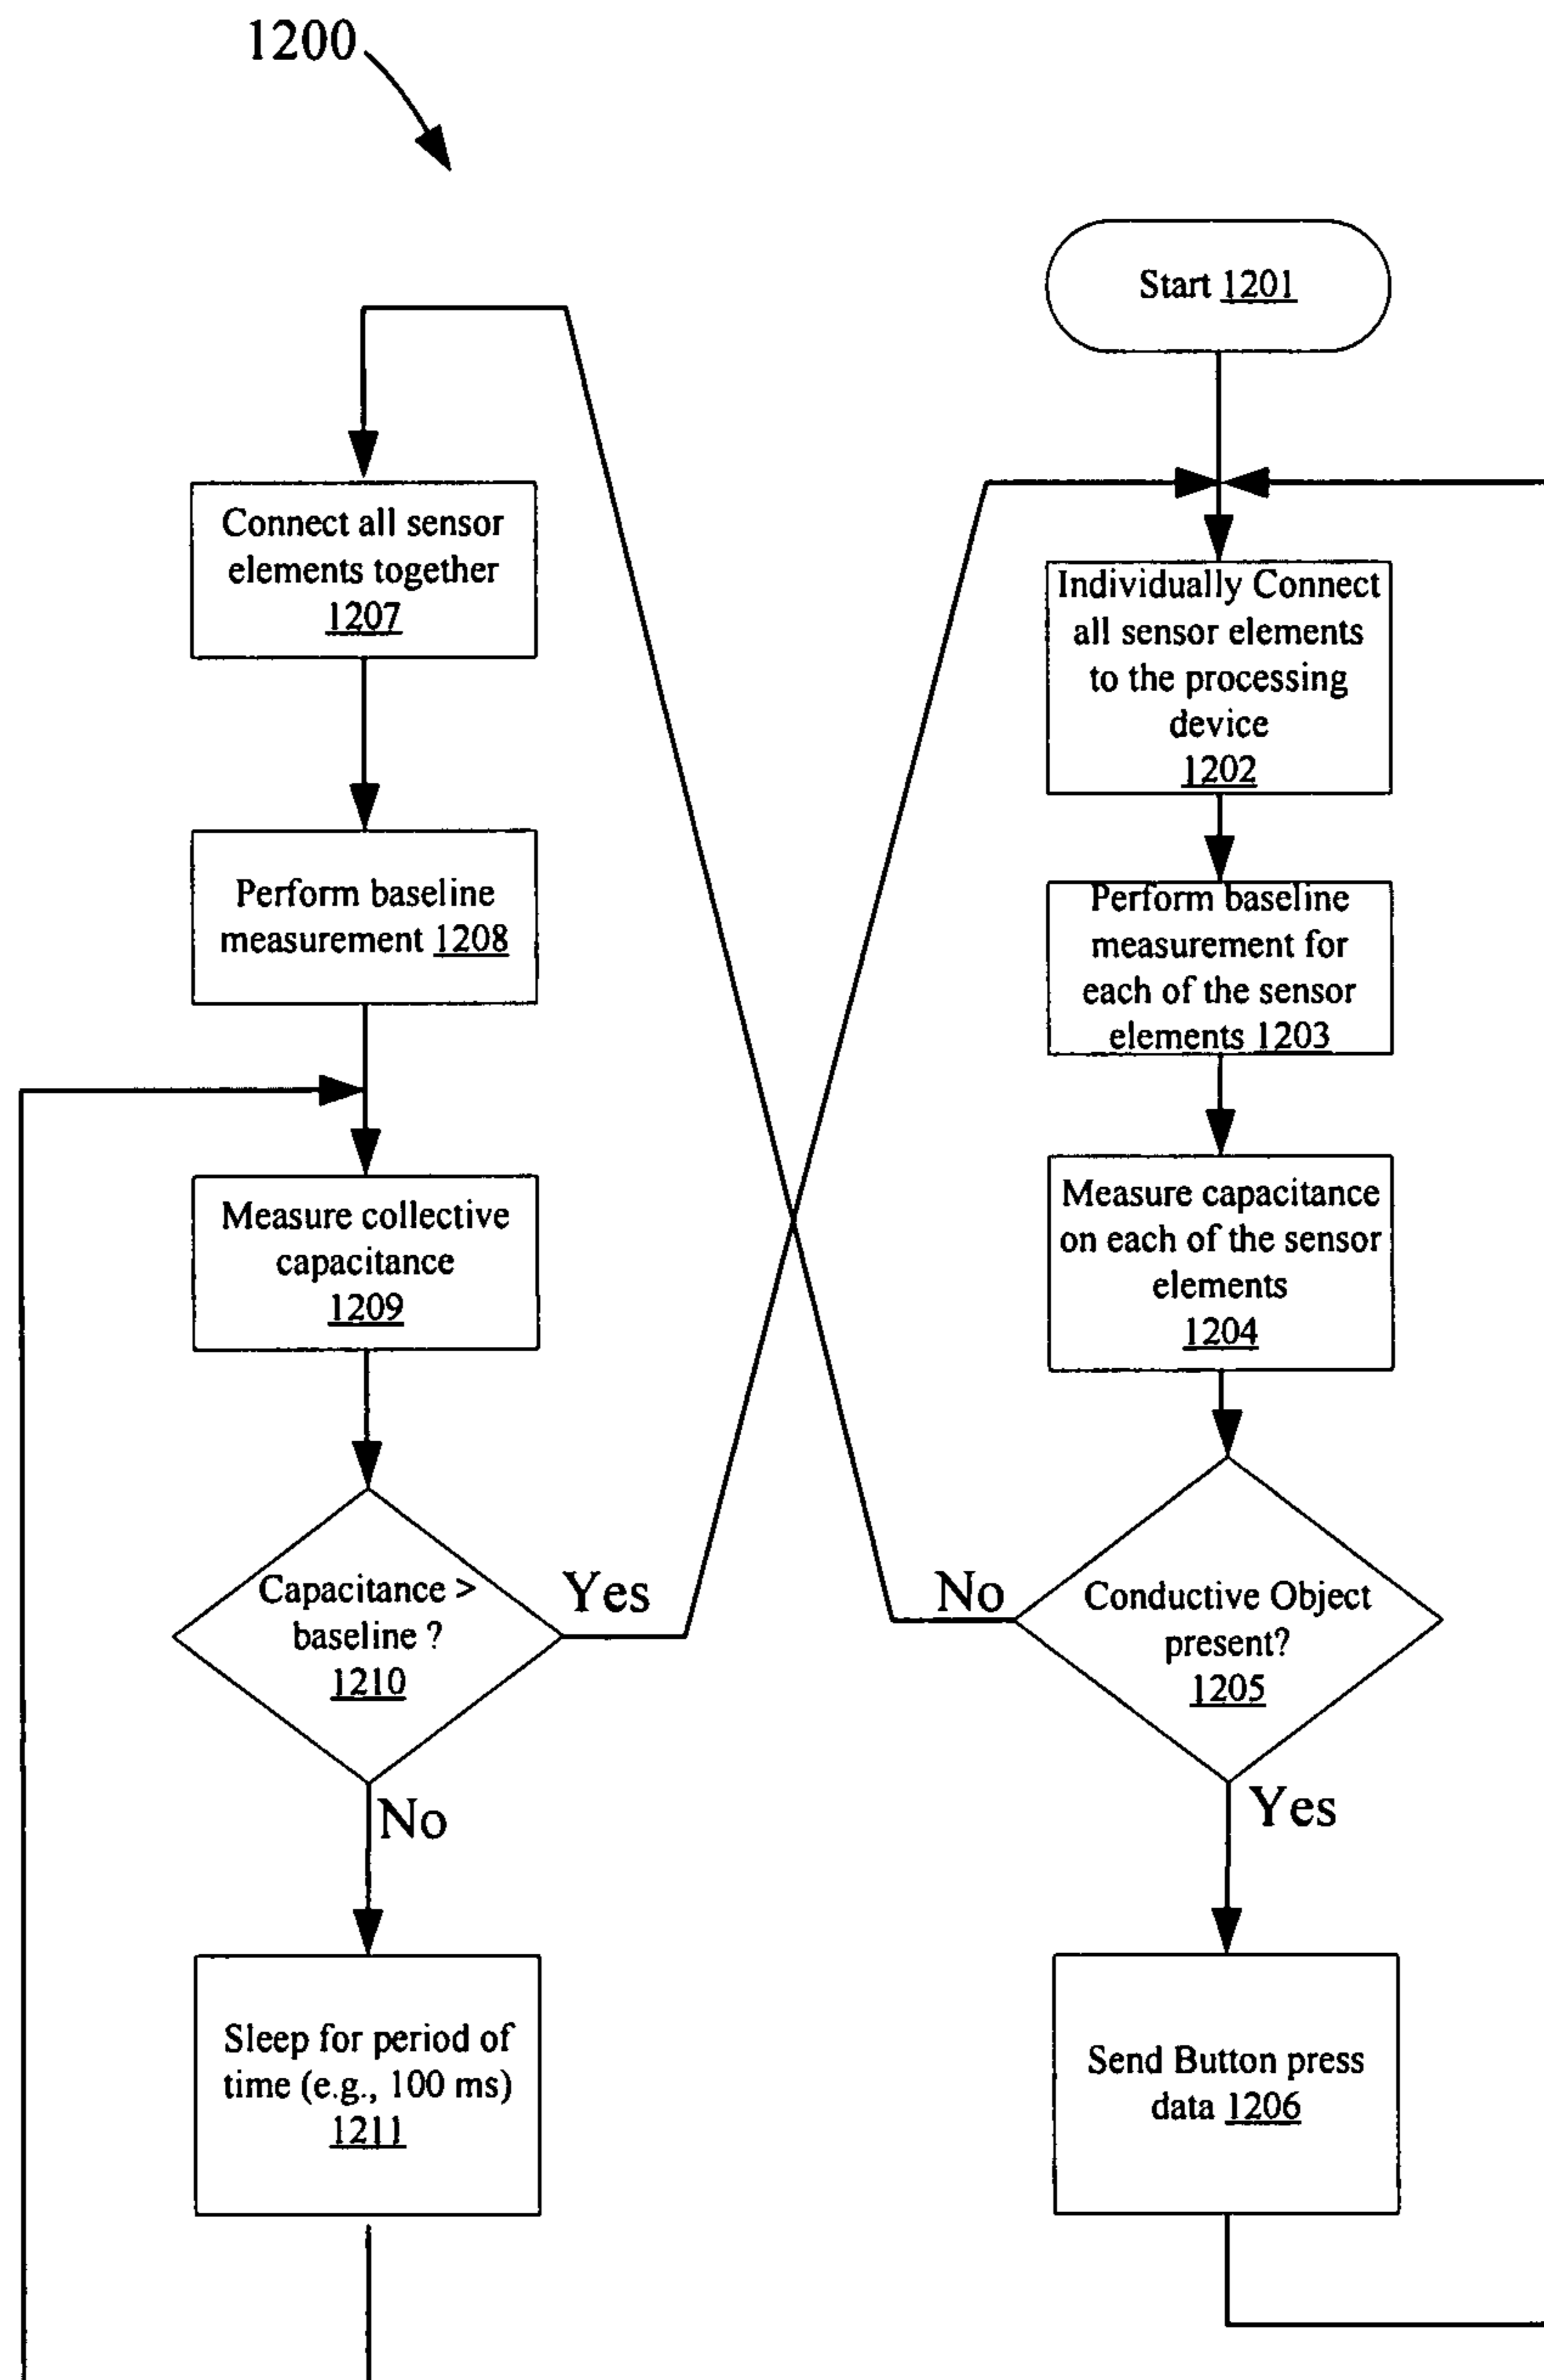 1200
Start 1201
Individually Connect
all sensor elements
to the processing
device
1202
Perform baseline
measurement for
each of the sensor
elements 1203
Measure capacitance
on each of the sensor
elements
1204
Conductive Object
present?
1205
No
Yes
Send Button press
data 1206
Connect all sensor
elements together
1207
Perform baseline
measurement 1208
Measure collective
capacitance
1209
Capacitance >
baseline ?
1210
Yes
No
Sleep for period of
time (e.g., 100 ms)
1211